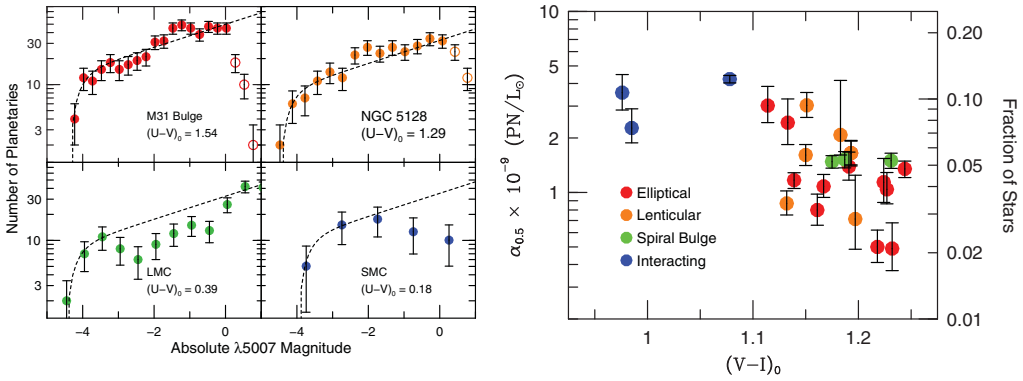 Number of Planetaries
30
10
3
M31 Bulge
(U−V)₀ = 1.54
NGC 5128
(U−V)₀ = 1.29
30
10
3
LMC
(U−V)₀ = 0.39
SMC
(U−V)₀ = 0.18
−4 −2 0 −4 −2 0
Absolute λ5007 Magnitude
α₀.₅ × 10⁻⁹ (PN/L⊙)
10
5
2
1
Elliptical
Lenticular
Spiral Bulge
Interacting
0.20
0.10
0.05
0.02
0.01
Fraction of Stars
1 1.1 1.2
(V−I)₀